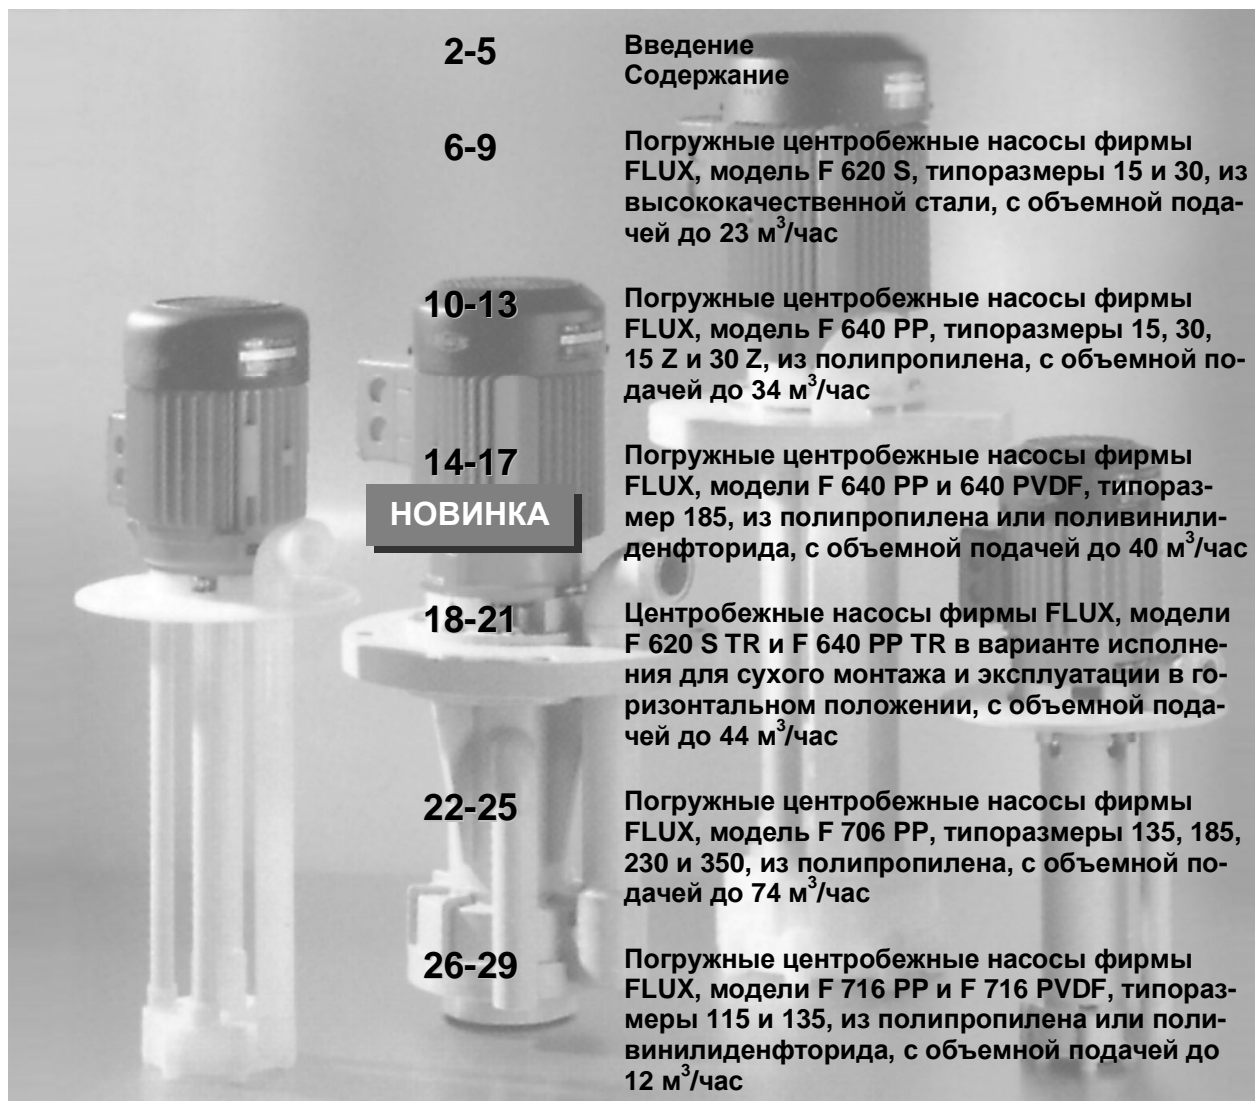 2-5
Введение
Содержание
6-9
Погружные центробежные насосы фирмы
FLUX, модель F 620 S, типоразмеры 15 и 30, из
высококачественной стали, с объемной пода-
чей до 23 м³/час
10-13
Погружные центробежные насосы фирмы
FLUX, модель F 640 PP, типоразмеры 15, 30,
15 Z и 30 Z, из полипропилена, с объемной по-
дачей до 34 м³/час
14-17
НОВИНКА
Погружные центробежные насосы фирмы
FLUX, модели F 640 PP и 640 PVDF, типораз-
мер 185, из полипропилена или поливинили-
денфторида, с объемной подачей до 40 м³/час
18-21
Центробежные насосы фирмы FLUX, модели
F 620 S TR и F 640 PP TR в варианте исполне-
ния для сухого монтажа и эксплуатации в го-
ризонтальном положении, с объемной пода-
чей до 44 м³/час
22-25
Погружные центробежные насосы фирмы
FLUX, модель F 706 PP, типоразмеры 135, 185,
230 и 350, из полипропилена, с объемной по-
дачей до 74 м³/час
26-29
Погружные центробежные насосы фирмы
FLUX, модели F 716 PP и F 716 PVDF, типораз-
меры 115 и 135, из полипропилена или поли-
винилиденфторида, с объемной подачей до
12 м³/час